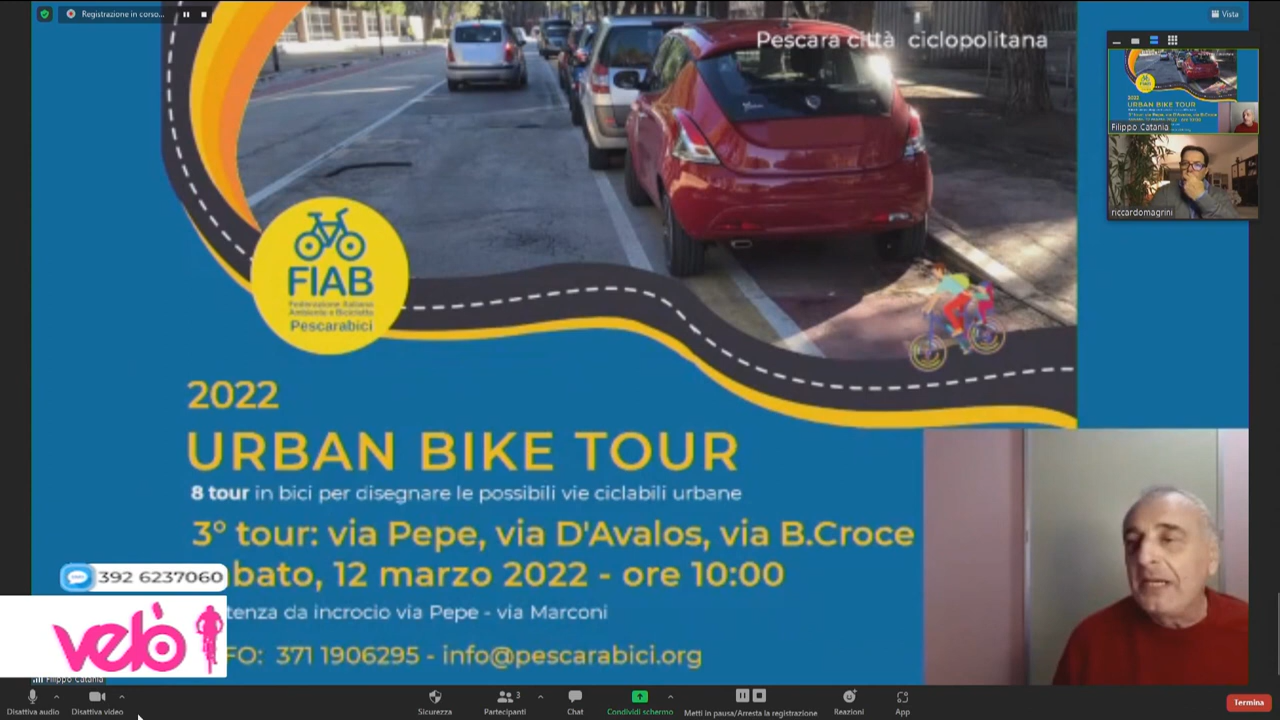 Registrazione in corso...
Vista
Pescara città ciclopolitana
Filippo Catania
riccardomagrini
FIAB
Federazione Italiana
Ambiente e Bicicletta
Pescarabici
2022
URBAN BIKE TOUR
8 tour in bici per disegnare le possibili vie ciclabili urbane
3° tour: via Pepe, via D'Avalos, via B.Croce
bato, 12 marzo 2022 - ore 10:00
392 6237060
tenza da incrocio via Pepe - via Marconi
velò
FO: 371 1906295 - info@pescarabici.org
Filippo Catania
Disattiva audio
Disattiva video
Sicurezza
3
Partecipanti
Chat
Condividi schermo
Metti in pausa/Arresta la registrazione
Reazioni
App
Termina